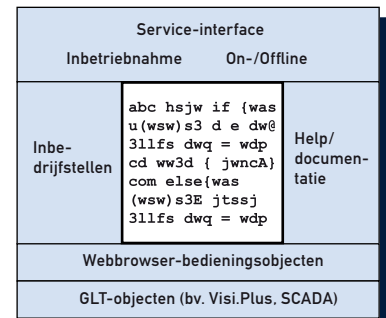 Service-interface
Inbetriebnahme On-/Offline
Inbe-
drijfstellen
abc hsjw if {was
u(wsw)s3 d e dw@
3llfs dwq = wdp
cd ww3d { jwncA}
com else{was
(wsw)s3E jtssj
3llfs dwq = wdp
Help/
documen-
tatie
Webbrowser-bedieningsobjecten
GLT-objecten (bv. Visi.Plus, SCADA)